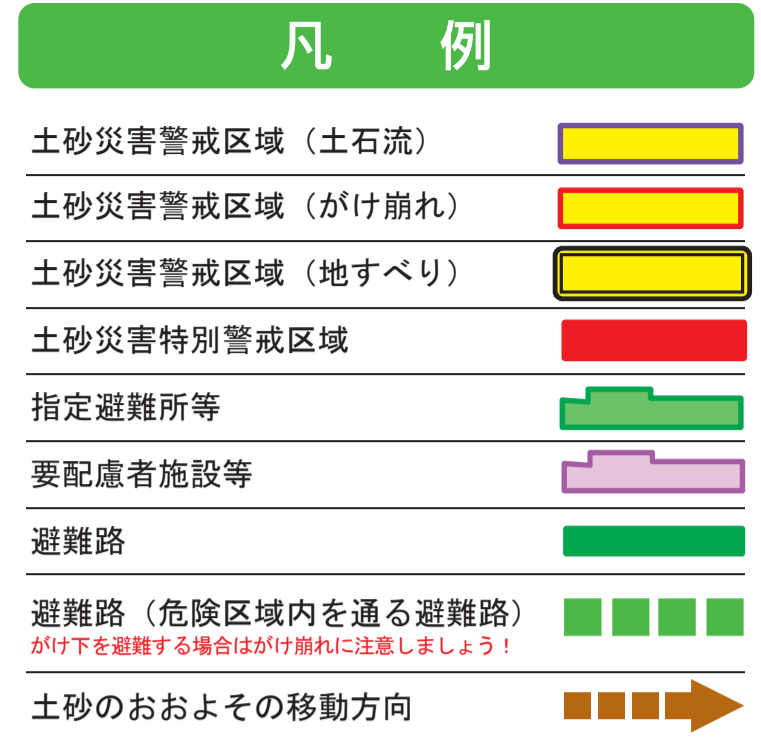 凡 例
土砂災害警戒区域（土石流）
土砂災害警戒区域（がけ崩れ）
土砂災害警戒区域（地すべり）
土砂災害特別警戒区域
指定避難所等
要配慮者施設等
避難路
避難路（危険区域内を通る避難路）
がけ下を避難する場合はがけ崩れに注意しましょう！
土砂のおおよその移動方向